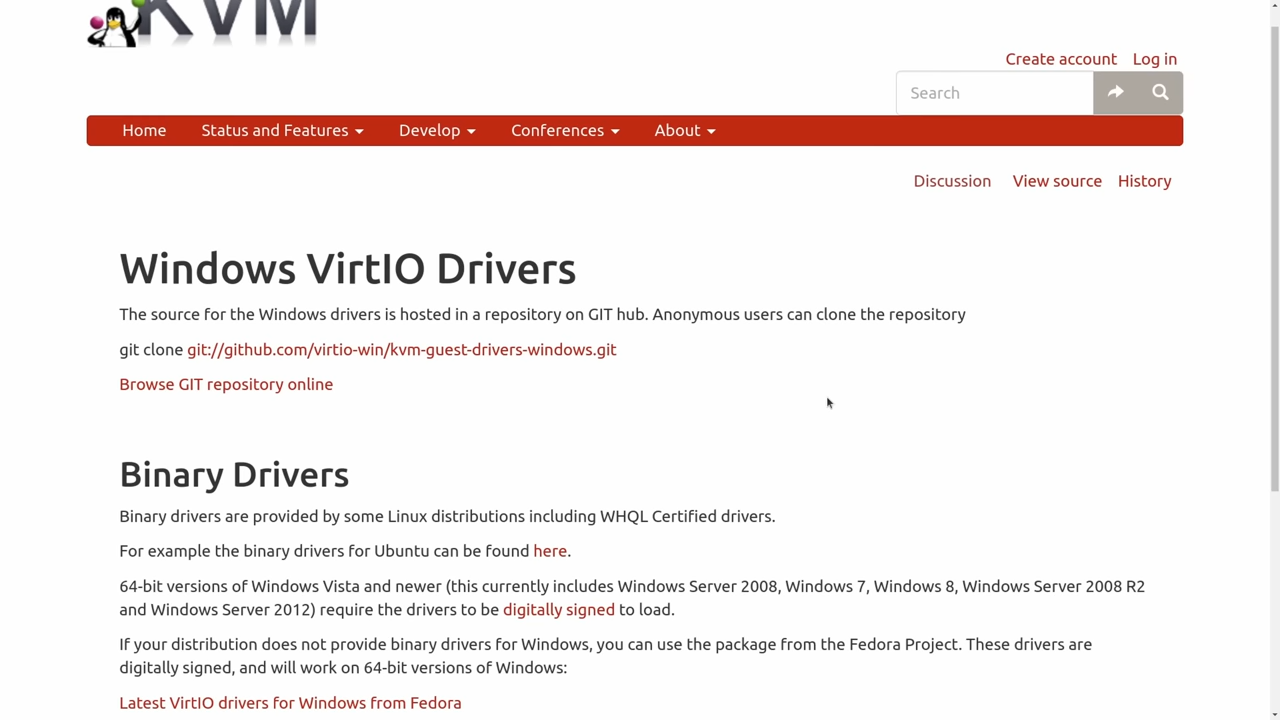 KVM
Create account Log in
Search
Home Status and Features Develop Conferences About
Discussion View source History
Windows VirtIO Drivers
The source for the Windows drivers is hosted in a repository on GIT hub. Anonymous users can clone the repository
git clone git://github.com/virtio-win/kvm-guest-drivers-windows.git
Browse GIT repository online
Binary Drivers
Binary drivers are provided by some Linux distributions including WHQL Certified drivers.
For example the binary drivers for Ubuntu can be found here.
64-bit versions of Windows Vista and newer (this currently includes Windows Server 2008, Windows 7, Windows 8, Windows Server 2008 R2
and Windows Server 2012) require the drivers to be digitally signed to load.
If your distribution does not provide binary drivers for Windows, you can use the package from the Fedora Project. These drivers are
digitally signed, and will work on 64-bit versions of Windows:
Latest VirtIO drivers for Windows from Fedora